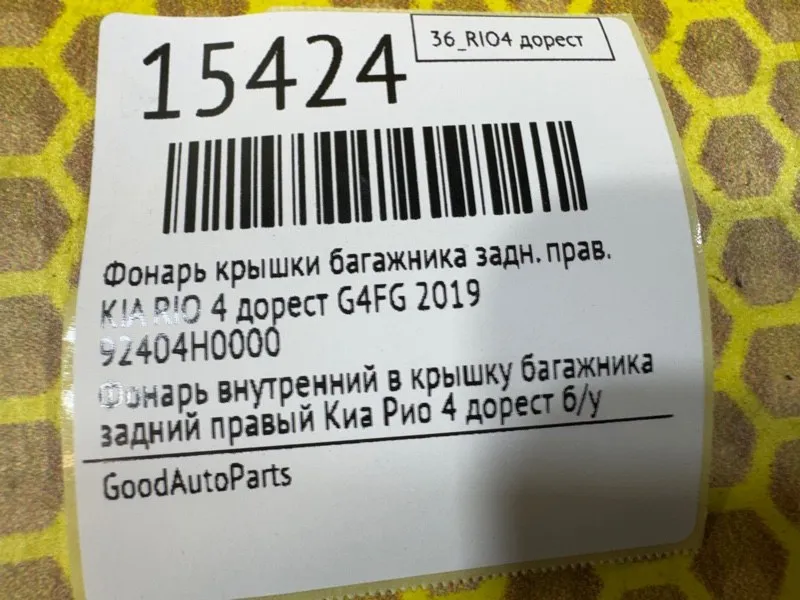 36_RIO4 дорест
15424
Фонарь крышки багажника задн. прав.
KIA RIO 4 дорест G4FG 2019
92404H0000
Фонарь внутренний в крышку багажника
задний правый Киа Рио 4 дорест б/у
GoodAutoParts